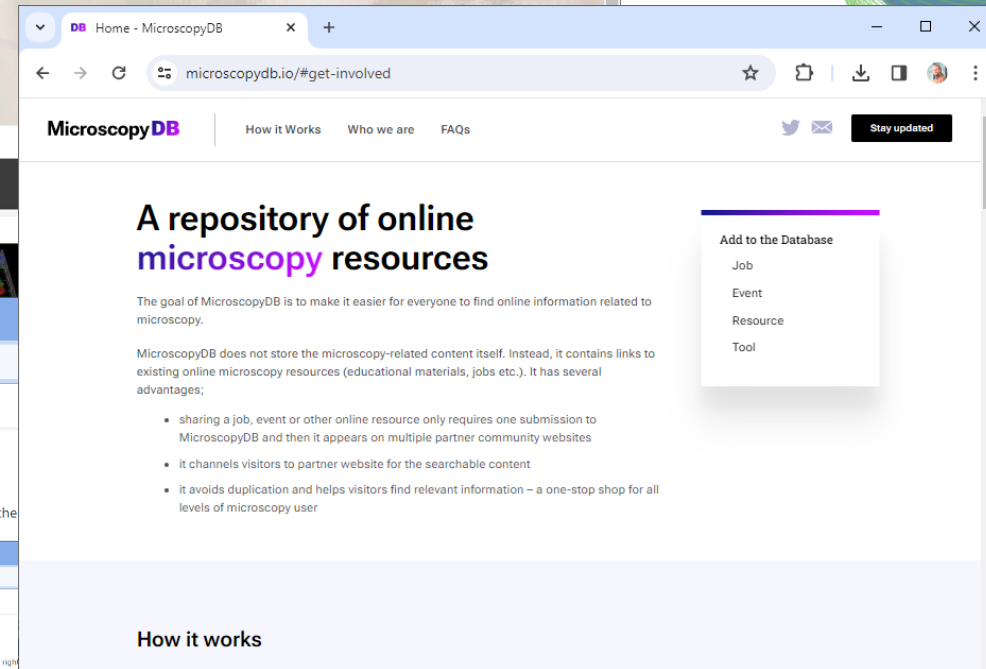 DB Home - MicroscopyDB
microscopydb.io/#get-involved
MicroscopyDB
How it Works
Who we are
FAQs
Stay updated
A repository of online
microscopy resources
The goal of MicroscopyDB is to make it easier for everyone to find online information related to
microscopy.
MicroscopyDB does not store the microscopy-related content itself. Instead, it contains links to
existing online microscopy resources (educational materials, jobs etc.). It has several
advantages;
sharing a job, event or other online resource only requires one submission to
MicroscopyDB and then it appears on multiple partner community websites
it channels visitors to partner website for the searchable content
it avoids duplication and helps visitors find relevant information – a one-stop shop for all
levels of microscopy user
Add to the Database
Job
Event
Resource
Tool
How it works